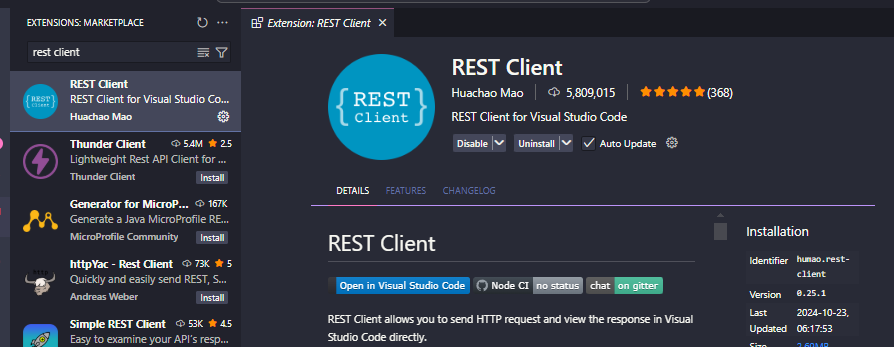 EXTENSIONS: MARKETPLACE
rest client
REST Client
REST Client for Visual Studio Co...
Huachao Mao
Thunder Client 5.4M 2.5
Lightweight Rest API Client for ...
Thunder Client Install
Generator for MicroP... 167K
Generate a Java MicroProfile RE...
MicroProfile Community Install
httpYac - Rest Client 73K 5
Quickly and easily send REST, S...
Andreas Weber Install
Simple REST Client 53K 4.5
Easy to examine your API's resp...
Extension: REST Client
{REST}
Client
REST Client
Huachao Mao 5,809,015 (368)
REST Client for Visual Studio Code
Disable Uninstall Auto Update
DETAILS FEATURES CHANGELOG
REST Client
Open in Visual Studio Code Node CI no status chat on gitter
REST Client allows you to send HTTP request and view the response in Visual
Studio Code directly.
Installation
Identifier humao.rest-
client
Version 0.25.1
Last 2024-10-23,
Updated 06:17:53
Size 2.60MB